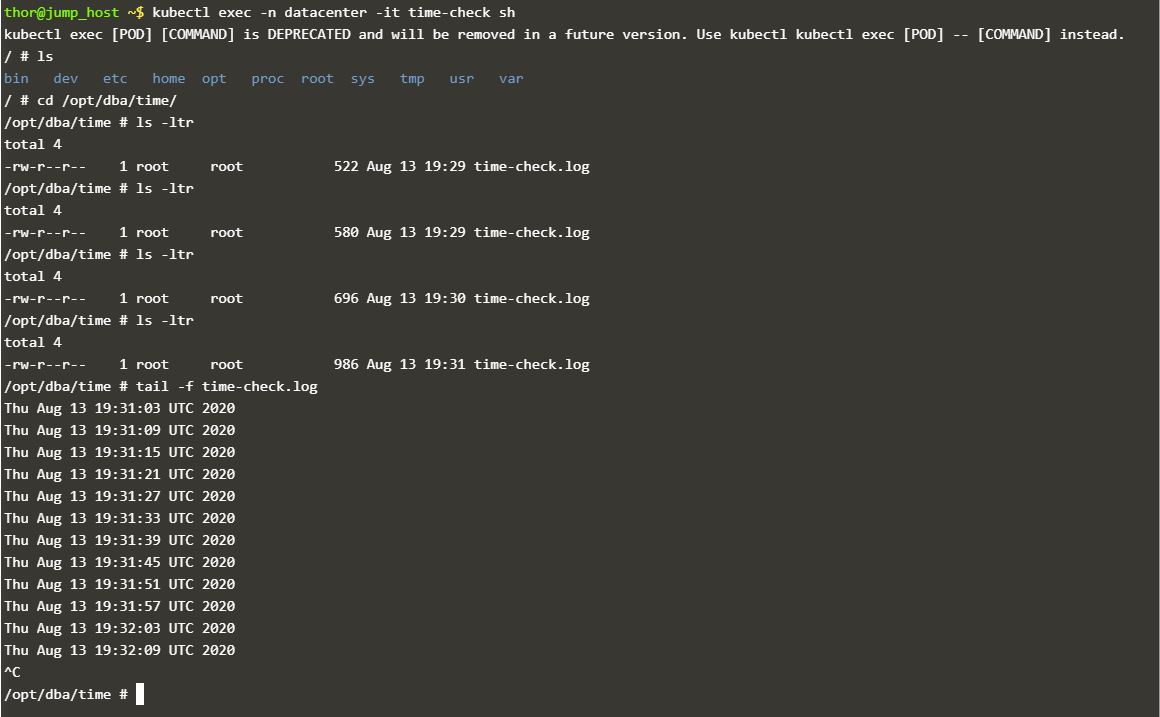 thor@jump_host ~$ kubectl exec -n datacenter -it time-check sh
kubectl exec [POD] [COMMAND] is DEPRECATED and will be removed in a future version. Use kubectl kubectl exec [POD] -- [COMMAND] instead.
/ # ls
bin   dev   etc   home  opt   proc  root  sys   tmp   usr   var
/ # cd /opt/dba/time/
/opt/dba/time # ls -ltr
total 4
-rw-r--r--    1 root     root           522 Aug 13 19:29 time-check.log
/opt/dba/time # ls -ltr
total 4
-rw-r--r--    1 root     root           580 Aug 13 19:29 time-check.log
/opt/dba/time # ls -ltr
total 4
-rw-r--r--    1 root     root           696 Aug 13 19:30 time-check.log
/opt/dba/time # ls -ltr
total 4
-rw-r--r--    1 root     root           986 Aug 13 19:31 time-check.log
/opt/dba/time # tail -f time-check.log
Thu Aug 13 19:31:03 UTC 2020
Thu Aug 13 19:31:09 UTC 2020
Thu Aug 13 19:31:15 UTC 2020
Thu Aug 13 19:31:21 UTC 2020
Thu Aug 13 19:31:27 UTC 2020
Thu Aug 13 19:31:33 UTC 2020
Thu Aug 13 19:31:39 UTC 2020
Thu Aug 13 19:31:45 UTC 2020
Thu Aug 13 19:31:51 UTC 2020
Thu Aug 13 19:31:57 UTC 2020
Thu Aug 13 19:32:03 UTC 2020
Thu Aug 13 19:32:09 UTC 2020
^C
/opt/dba/time #